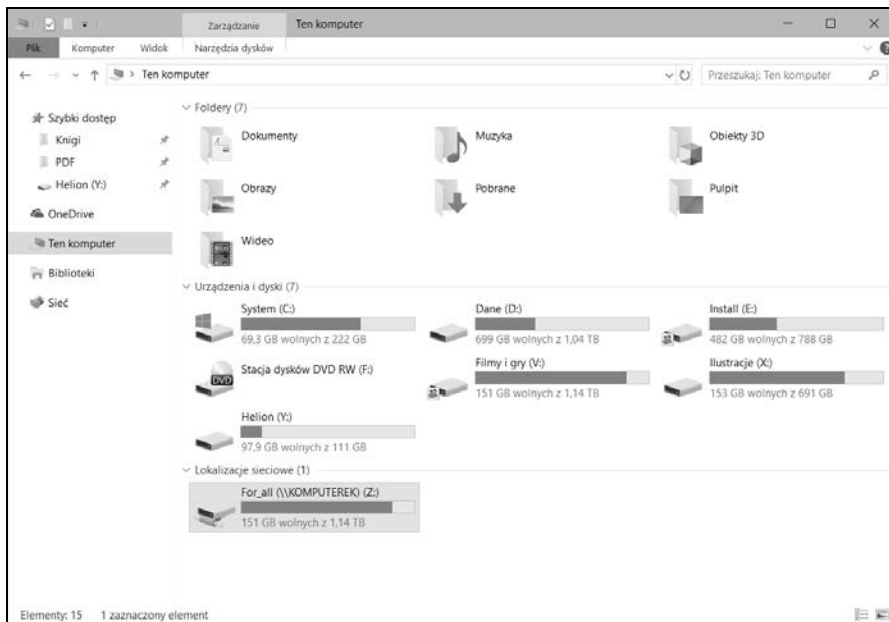 Zarządzanie
Ten komputer
Plik
Komputer
Widok
Narzędzia dysków
Ten komputer
Przeszukaj: Ten komputer
Szybki dostęp
Knigi
PDF
Helion (Y:)
OneDrive
Ten komputer
Biblioteki
Sieć
Foldery (7)
Dokumenty
Muzyka
Obiekty 3D
Obrazy
Pobrane
Pulpit
Wideo
Urządzenia i dyski (7)
System (C:)
69,3 GB wolnych z 222 GB
Dane (D:)
699 GB wolnych z 1,04 TB
Install (E:)
482 GB wolnych z 788 GB
DVD
Stacja dysków DVD RW (F:)
Filmy i gry (V:)
151 GB wolnych z 1,14 TB
Ilustracje (X:)
153 GB wolnych z 691 GB
Helion (Y:)
97,9 GB wolnych z 111 GB
Lokalizacje sieciowe (1)
For_all (\\KOMPUTEREK) (Z:)
151 GB wolnych z 1,14 TB
Elementy: 15
1 zaznaczony element